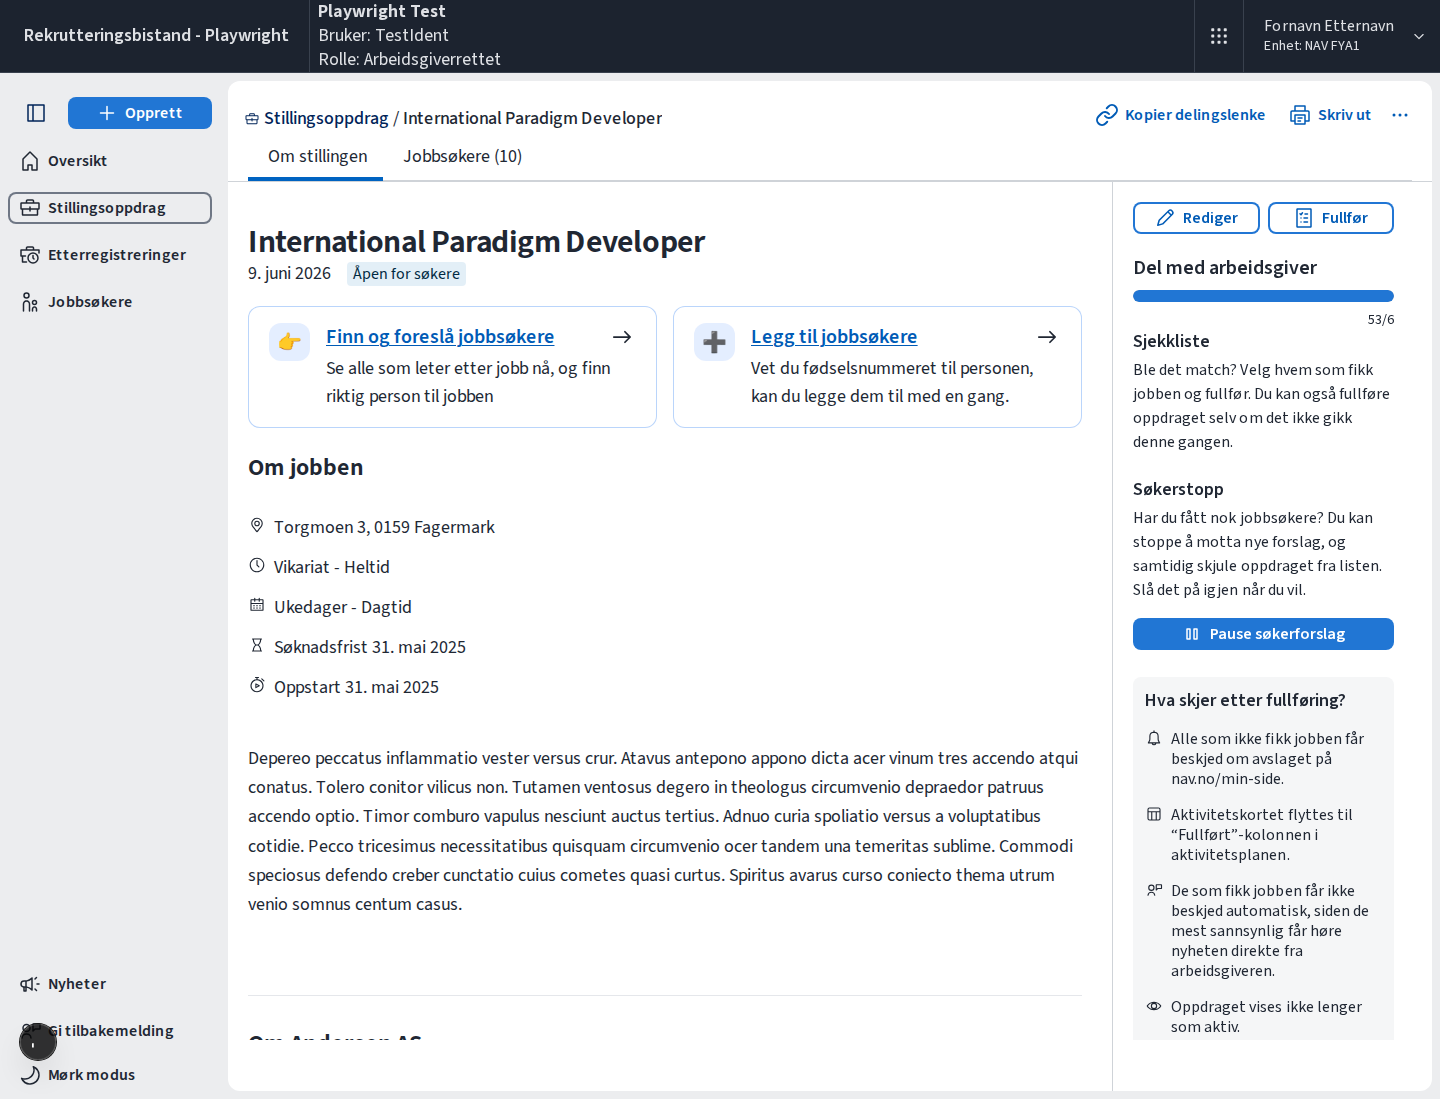 Rekrutteringsbistand - Playwright
Playwright Test
Bruker: TestIdent
Rolle: Arbeidsgiverrettet
Fornavn Etternavn
Enhet: NAV FYA1
Opprett
Oversikt
Stillingsoppdrag
Etterregistreringer
Jobbsøkere
Nyheter
Gi tilbakemelding
Mørk modus
Stillingsoppdrag / International Paradigm Developer
Kopier delingslenke
Skriv ut
Om stillingen
Jobbsøkere (10)
International Paradigm Developer
9. juni 2026
Åpen for søkere
Finn og foreslå jobbsøkere
Se alle som leter etter jobb nå, og finn
riktig person til jobben
Legg til jobbsøkere
Vet du fødselsnummeret til personen,
kan du legge dem til med en gang.
Om jobben
Torgmoen 3, 0159 Fagermark
Vikariat - Heltid
Ukedager - Dagtid
Søknadsfrist 31. mai 2025
Oppstart 31. mai 2025
Depereo peccatus inflammatio vester versus crur. Atavus antepono appono dicta acer vinum tres accendo atqui
conatus. Tolero conitor vilicus non. Tutamen ventosus degero in theologus circumvenio depraedor patruus
accendo optio. Timor comburo vapulus nesciunt auctus tertius. Adnuo curia spoliatio versus a voluptatibus
cotidie. Pecco tricesimus necessitatibus quisquam circumvenio ocer tandem una temeritas sublime. Commodi
speciosus defendo creber cunctatio cuius cometes quasi curtus. Spiritus avarus curso coniecto thema utrum
venio somnus centum casus.
Om Andersen AS
Rediger
Fullfør
Del med arbeidsgiver
53/6
Sjekkliste
Ble det match? Velg hvem som fikk
jobben og fullfør. Du kan også fullføre
oppdraget selv om det ikke gikk
denne gangen.
Søkerstopp
Har du fått nok jobbsøkere? Du kan
stoppe å motta nye forslag, og
samtidig skjule oppdraget fra listen.
Slå det på igjen når du vil.
Pause søkerforslag
Hva skjer etter fullføring?
Alle som ikke fikk jobben får
beskjed om avslaget på
nav.no/min-side.
Aktivitetskortet flyttes til
“Fullført”-kolonnen i
aktivitetsplanen.
De som fikk jobben får ikke
beskjed automatisk, siden de
mest sannsynlig får høre
nyheten direkte fra
arbeidsgiveren.
Oppdraget vises ikke lenger
som aktiv.